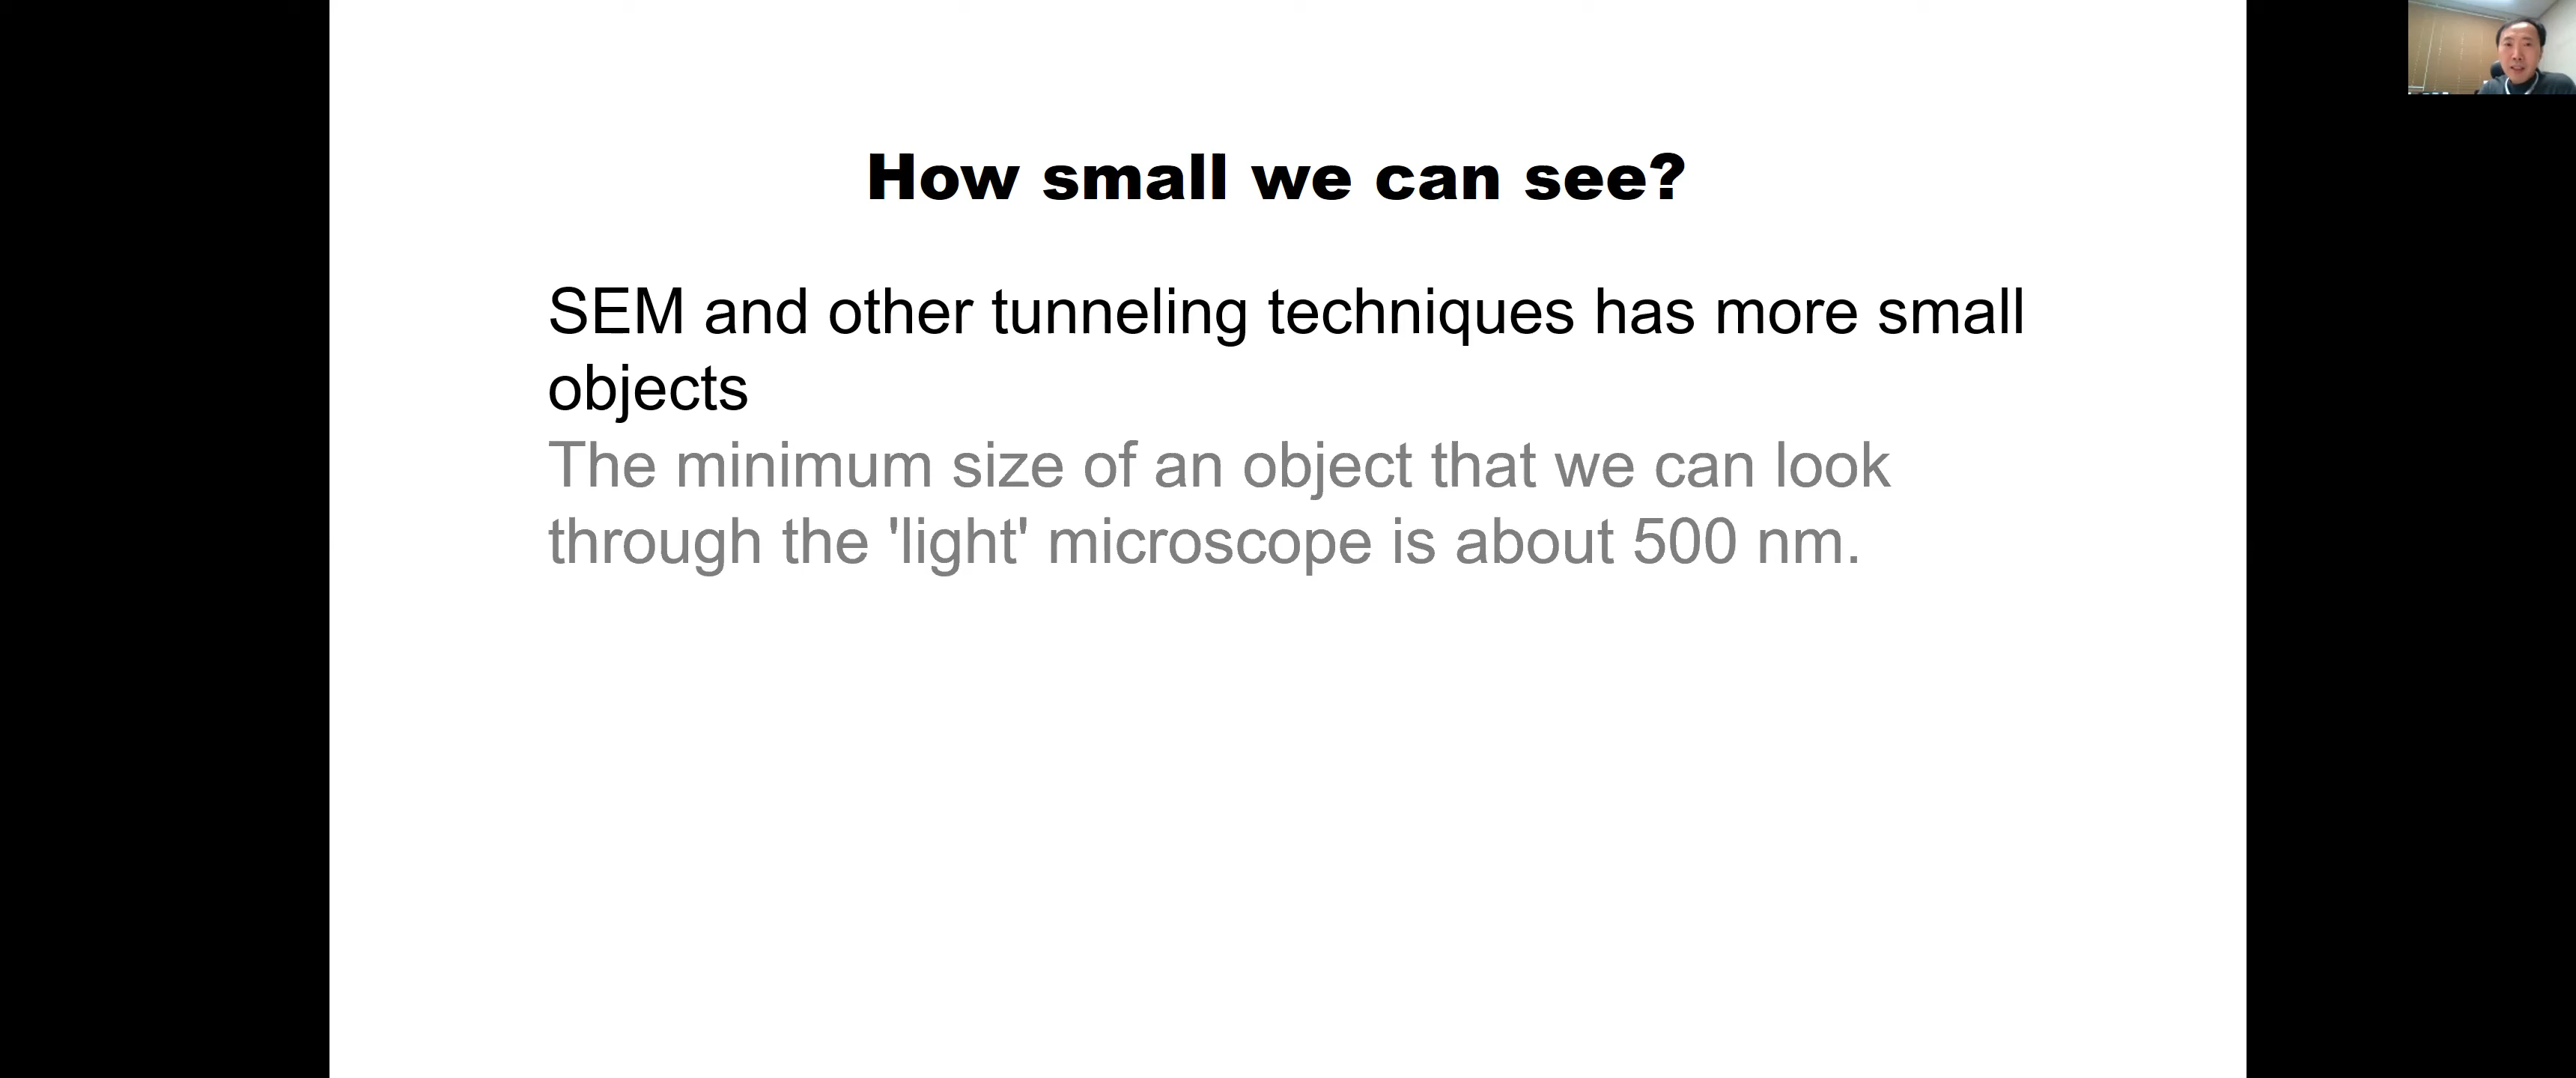 How small we can see?
SEM and other tunneling techniques has more small
objects
The minimum size of an object that we can look
through the 'light' microscope is about 500 nm.